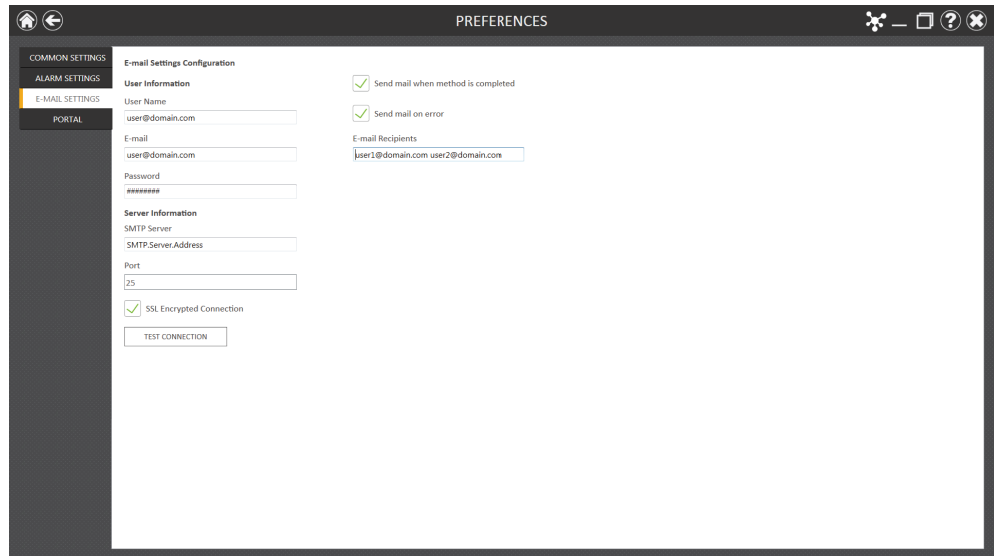 PREFERENCES
COMMON SETTINGS
ALARM SETTINGS
E-MAIL SETTINGS
PORTAL
E-mail Settings Configuration
User Information
User Name
user@domain.com
E-mail
user@domain.com
Password
########
Server Information
SMTP Server
SMTP.Server.Address
Port
25
SSL Encrypted Connection
TEST CONNECTION
Send mail when method is completed
Send mail on error
E-mail Recipients
user1@domain.com user2@domain.com